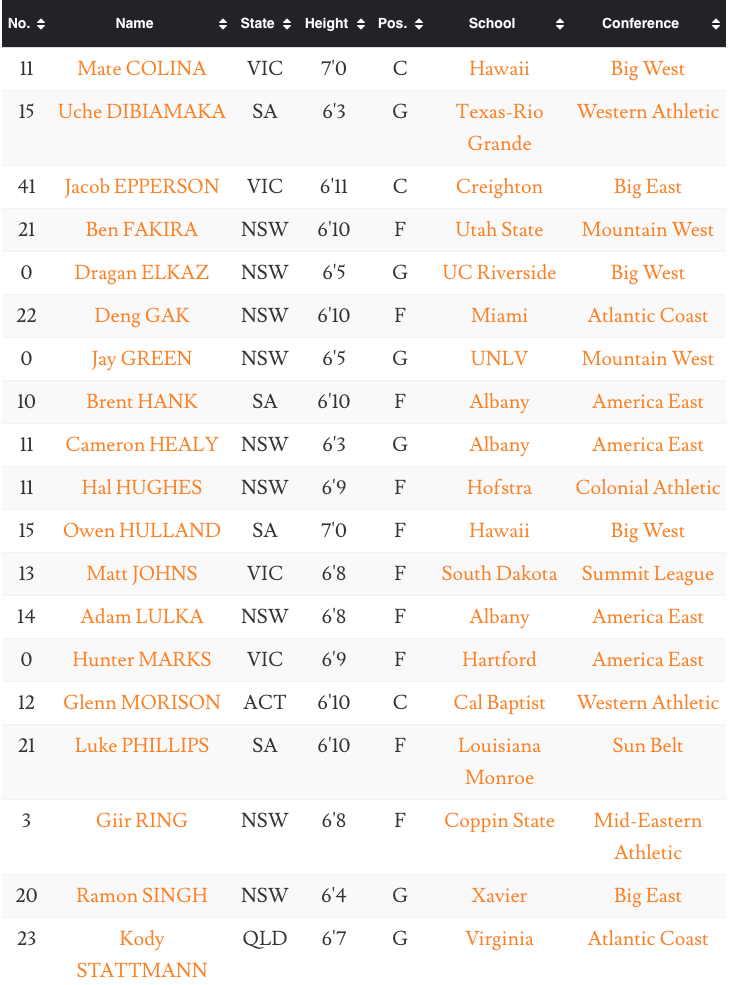 No. Name State Height Pos. School Conference
11 Mate COLINA VIC 7'0 C Hawaii Big West
15 Uche DIBIAMAKA SA 6'3 G Texas-Rio Western Athletic
Grande
41 Jacob EPPERSON VIC 6'11 C Creighton Big East
21 Ben FAKIRA NSW 6'10 F Utah State Mountain West
0 Dragan ELKAZ NSW 6'5 G UC Riverside Big West
22 Deng GAK NSW 6'10 F Miami Atlantic Coast
0 Jay GREEN NSW 6'5 G UNLV Mountain West
10 Brent HANK SA 6'10 F Albany America East
11 Cameron HEALY NSW 6'3 G Albany America East
11 Hal HUGHES NSW 6'9 F Hofstra Colonial Athletic
15 Owen HULLAND SA 7'0 F Hawaii Big West
13 Matt JOHNS VIC 6'8 F South Dakota Summit League
14 Adam LULKA NSW 6'8 F Albany America East
0 Hunter MARKS VIC 6'9 F Hartford America East
12 Glenn MORISON ACT 6'10 C Cal Baptist Western Athletic
21 Luke PHILLIPS SA 6'10 F Louisiana Sun Belt
Monroe
3 Giir RING NSW 6'8 F Coppin State Mid-Eastern
Athletic
20 Ramon SINGH NSW 6'4 G Xavier Big East
23 Kody QLD 6'7 G Virginia Atlantic Coast
STATTMANN